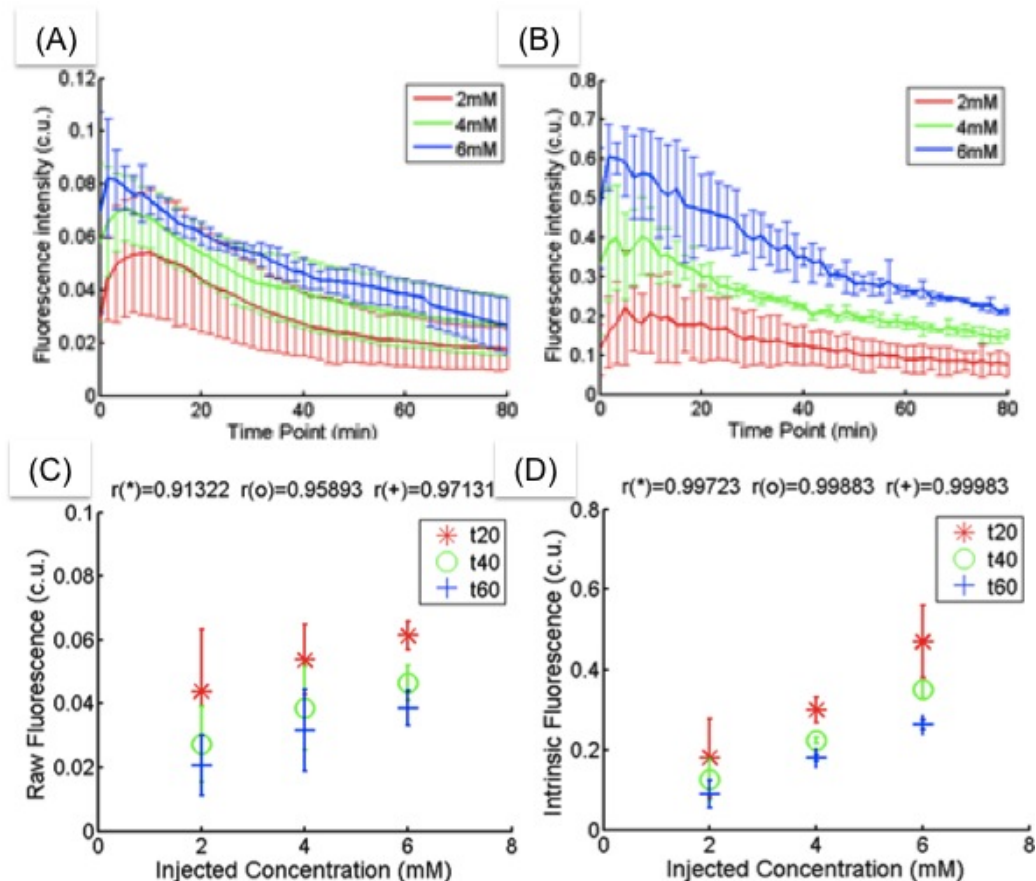 (A)
0.12
0.1
0.08
0.06
0.04
0.02
0
Fluorescence intensity (c.u.)
2mM
4mM
6mM
0 20 40 60 80
Time Point (min)
(B)
0.8
0.7
0.6
0.5
0.4
0.3
0.2
0.1
0
Fluorescence intensity (c.u.)
2mM
4mM
6mM
0 20 40 60 80
Time Point (min)
(C)
r(*)=0.91322 r(o)=0.95893 r(+)=0.97131
0.1
0.08
0.06
0.04
0.02
0
Raw Fluorescence (c.u.)
t20
t40
t60
0 2 4 6 8
Injected Concentration (mM)
(D)
r(*)=0.99723 r(o)=0.99883 r(+)=0.99983
0.8
0.6
0.4
0.2
0
Intrinsic Fluorescence (c.u.)
t20
t40
t60
0 2 4 6 8
Injected Concentration (mM)